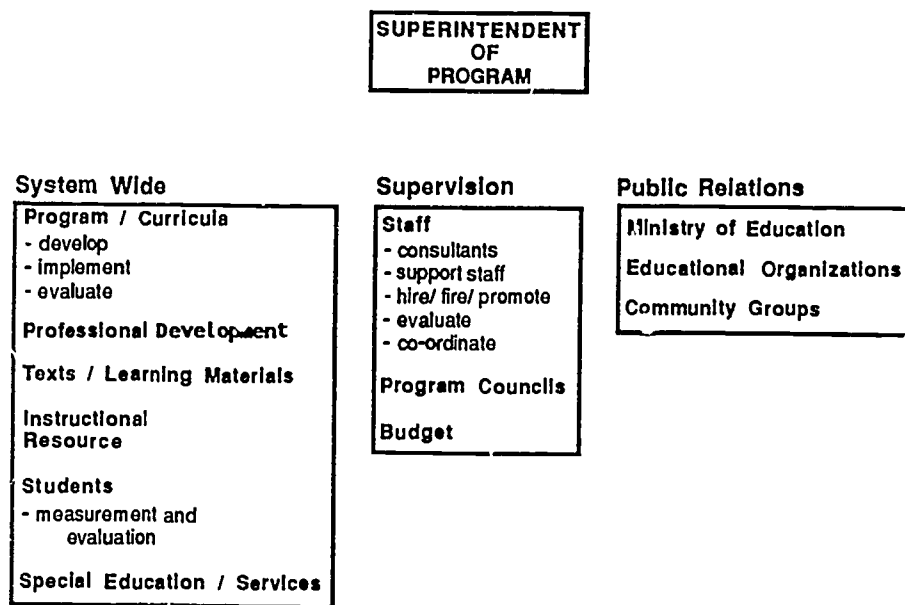 SUPERINTENDENT
OF
PROGRAM
System Wide
Program / Curricula
- develop
- implement
- evaluate
Professional Development
Texts / Learning Materials
Instructional
Resource
Students
- measurement and
evaluation
Special Education / Services
Supervision
Staff
- consultants
- support staff
- hire/ fire/ promote
- evaluate
- co-ordinate
Program Councils
Budget
Public Relations
Ministry of Education
Educational Organizations
Community Groups